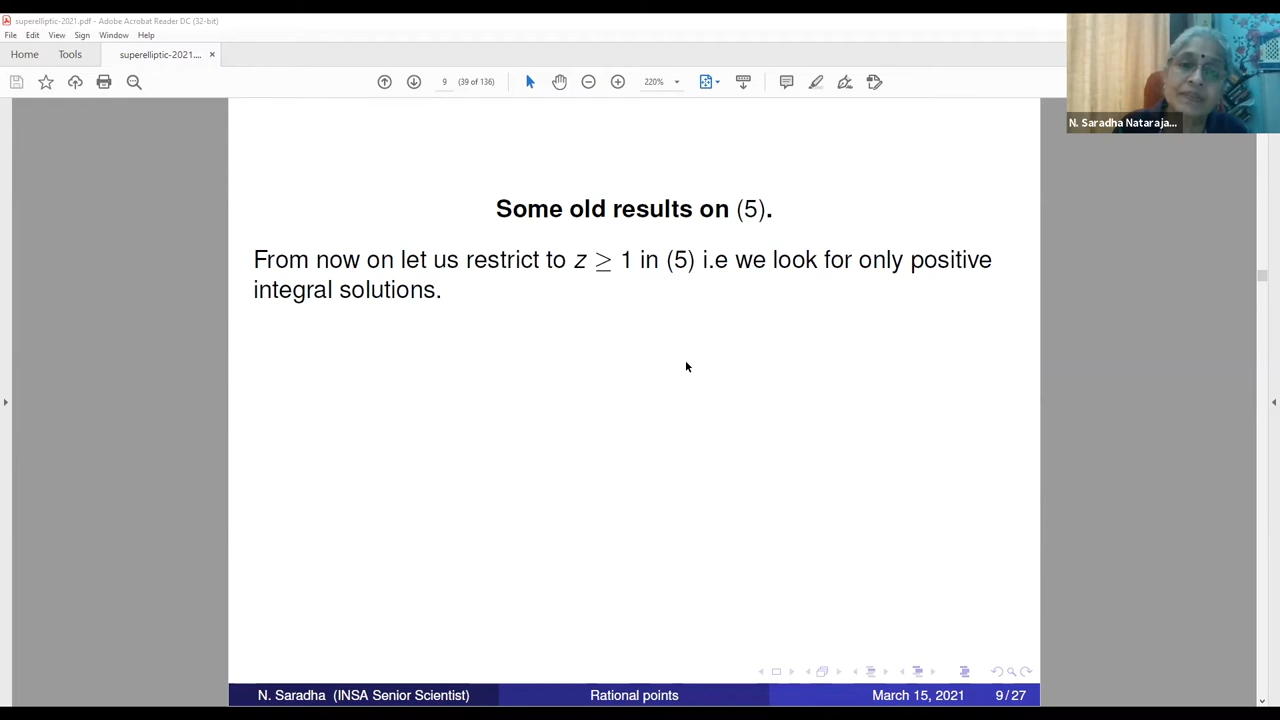 superelliptic-2021.pdf - Adobe Acrobat Reader DC (32-bit)
File Edit View Sign Window Help
Home Tools superelliptic-2021.... ×
9 (39 of 136) 220%
N. Saradha Nataraja...
Some old results on (5).
From now on let us restrict to z ≥ 1 in (5) i.e we look for only positive
integral solutions.
N. Saradha (INSA Senior Scientist) Rational points March 15, 2021 9/27